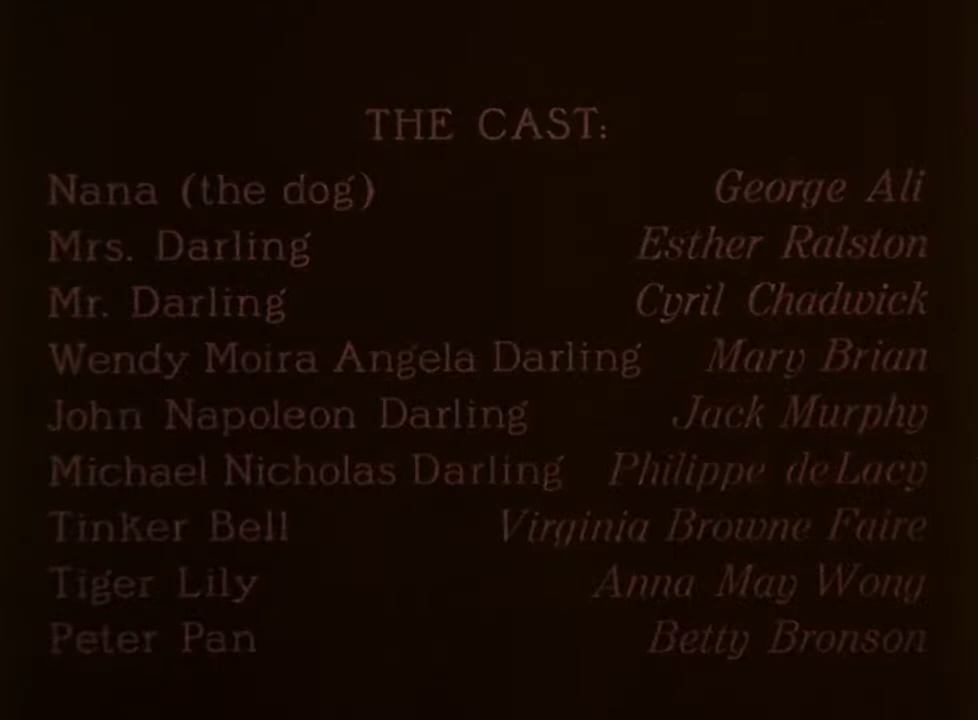 THE CAST:
Nana (the dog) George Ali
Mrs. Darling Esther Ralston
Mr. Darling Cyril Chadwick
Wendy Moira Angela Darling Mary Brian
John Napoleon Darling Jack Murphy
Michael Nicholas Darling Philippe deLacy
Tinker Bell Virginia Browne Faire
Tiger Lily Anna May Wong
Peter Pan Betty Bronson